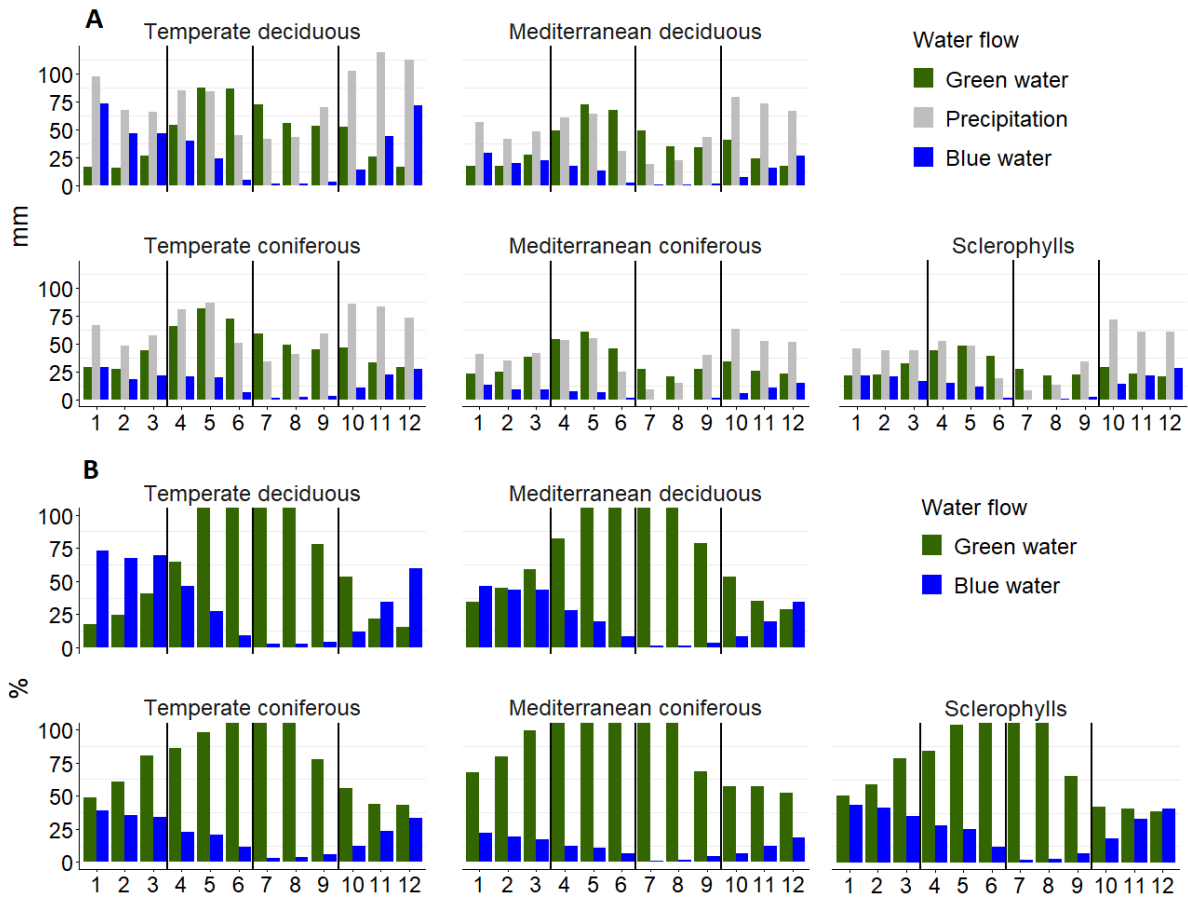 A
Temperate deciduous Mediterranean deciduous
Water flow
Green water
Precipitation
Blue water
100
75
50
25
0
mm
Temperate coniferous Mediterranean coniferous Sclerophylls
100
75
50
25
0
1 2 3 4 5 6 7 8 9 10 11 12 1 2 3 4 5 6 7 8 9 10 11 12 1 2 3 4 5 6 7 8 9 10 11 12
B
Temperate deciduous Mediterranean deciduous
Water flow
Green water
Blue water
100
75
50
25
0
%
Temperate coniferous Mediterranean coniferous Sclerophylls
100
75
50
25
0
1 2 3 4 5 6 7 8 9 10 11 12 1 2 3 4 5 6 7 8 9 10 11 12 1 2 3 4 5 6 7 8 9 10 11 12